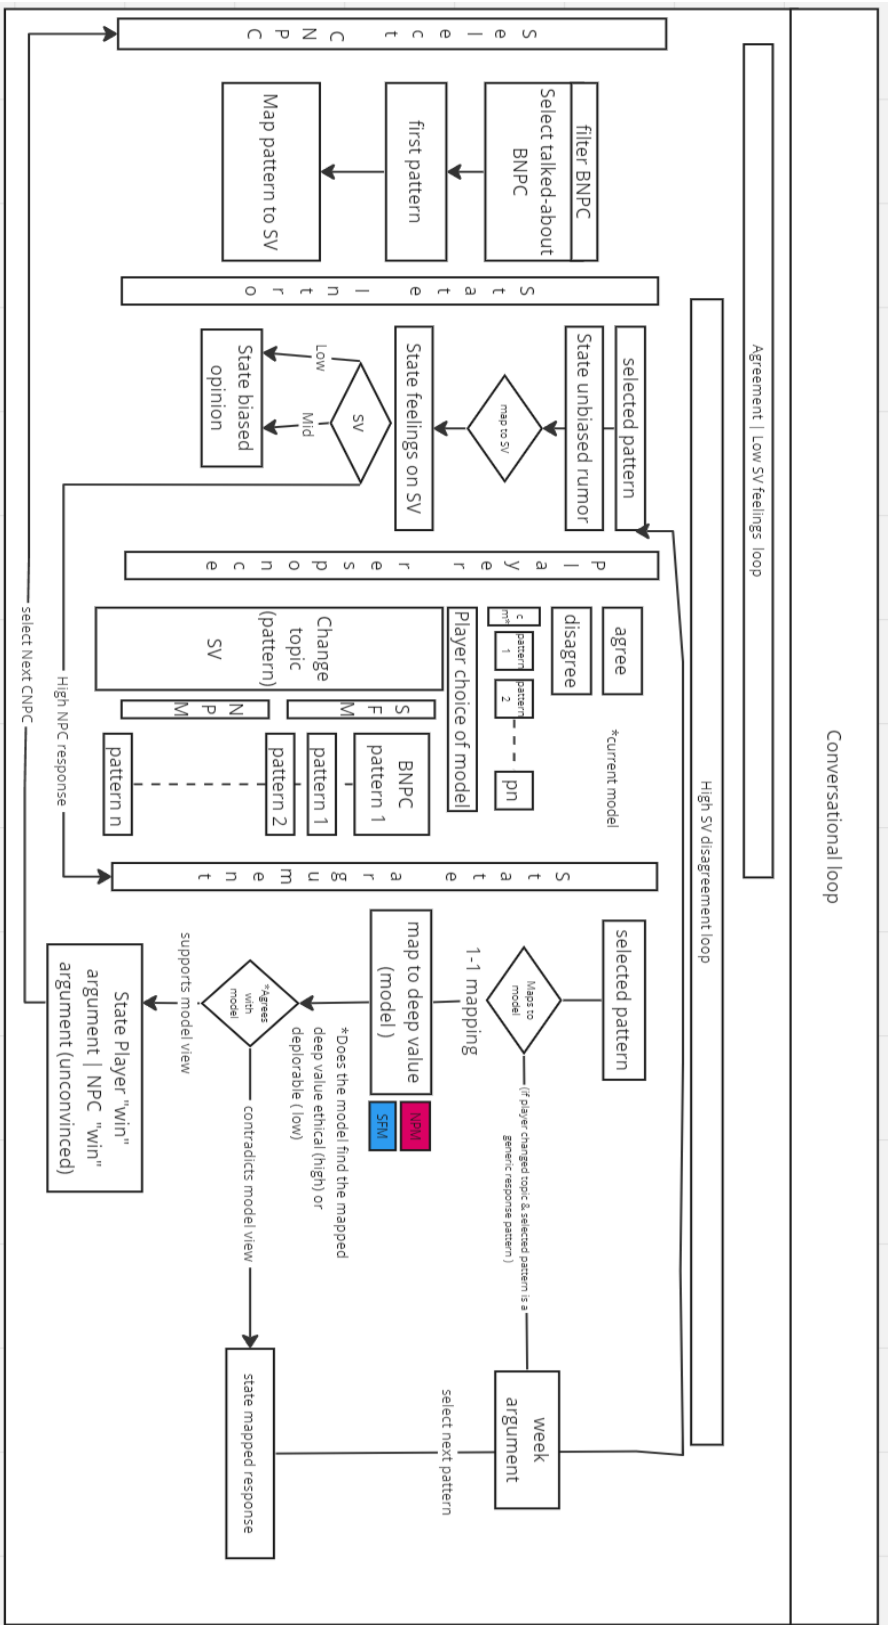 Conversational loop
Agreement | Low SV feelings loop
High SV disagreement loop
Select CNPC
filter BNPC
Select talked-about
BNPC
first pattern
Map pattern to SV
State Intro
selected pattern
State unbiased rumor
map to SV
State feelings on SV
SV
Low
Mid
State biased
opinion
Player rersponce
agree
*current model
disagree
c
m*
pattern
1
pattern
2
pn
Player choice of model
Change
topic
(pattern)
SV
SFM
NPM
BNPC
pattern 1
pattern 1
pattern 2
pattern n
State argument
selected pattern
Maps to
model
(if player changed topic & selected pattern is a
generic response pattern )
1-1 mapping
map to deep value
(model )
NPM
SFM
*Agrees
with
model
*Does the model find the mapped
deep value ethical (high) or
deplorable ( low)
supports model view
contradicts model view
State Player "win"
argument | NPC "win"
argument (unconvinced)
week
argument
select next pattern
state mapped response
High NPC response
select Next CNPC